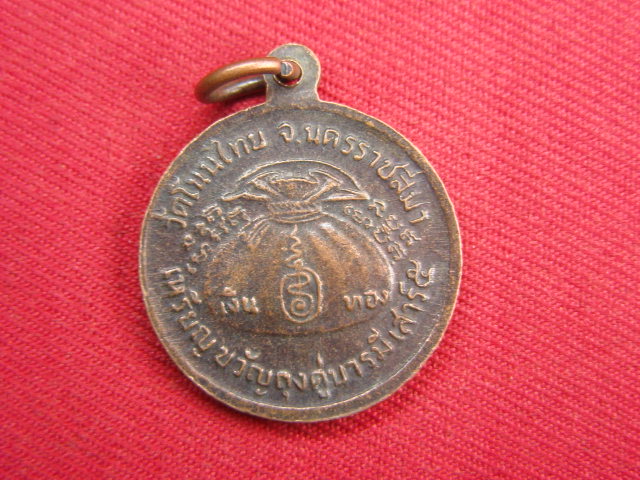 วัดโนนไทย จ.นครราชสีมา
เงิน ทอง
เหรียญขวัญถุงคู่บารมีเสาร์๕